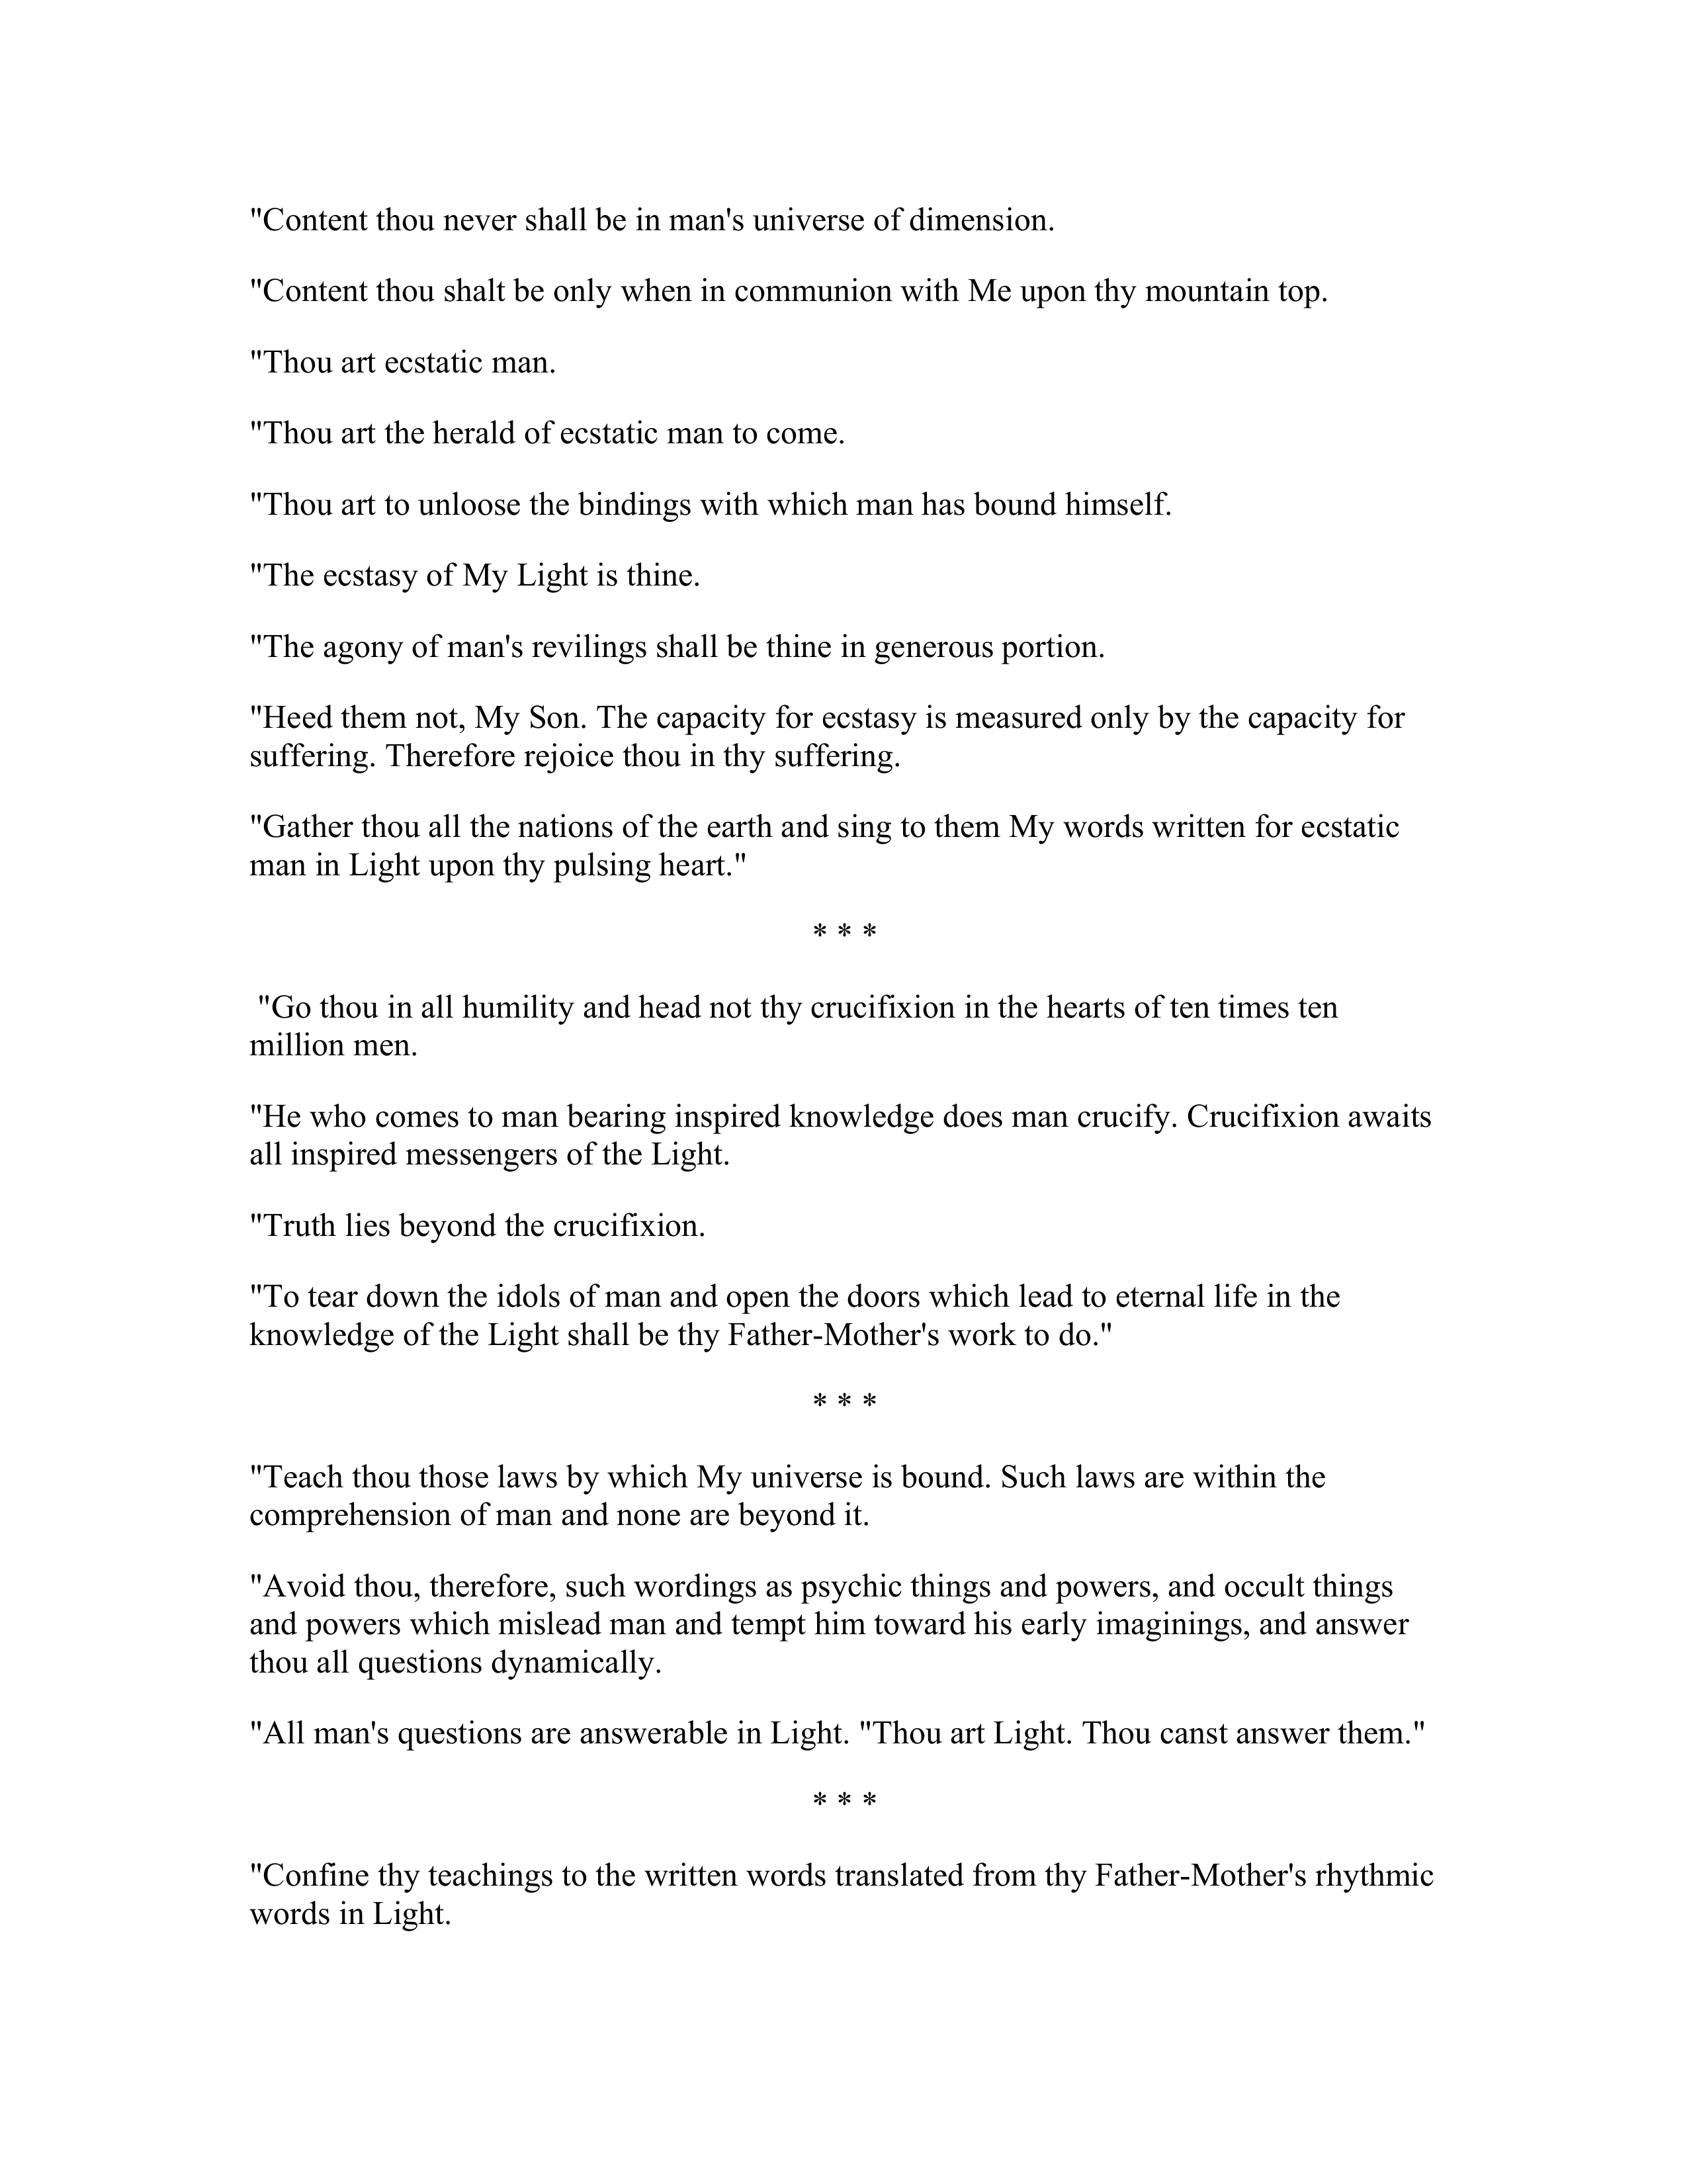 "Content thou never shall be in man's universe of dimension.
"Content thou shalt be only when in communion with Me upon thy mountain top.
"Thou art ecstatic man.
"Thou art the herald of ecstatic man to come.
"Thou art to unloose the bindings with which man has bound himself.
"The ecstasy of My Light is thine.
"The agony of man's revilings shall be thine in generous portion.
"Heed them not, My Son. The capacity for ecstasy is measured only by the capacity for
suffering. Therefore rejoice thou in thy suffering.
"Gather thou all the nations of the earth and sing to them My words written for ecstatic
man in Light upon thy pulsing heart."
* * *
"Go thou in all humility and head not thy crucifixion in the hearts of ten times ten
million men.
"He who comes to man bearing inspired knowledge does man crucify. Crucifixion awaits
all inspired messengers of the Light.
"Truth lies beyond the crucifixion.
"To tear down the idols of man and open the doors which lead to eternal life in the
knowledge of the Light shall be thy Father-Mother's work to do."
* * *
"Teach thou those laws by which My universe is bound. Such laws are within the
comprehension of man and none are beyond it.
"Avoid thou, therefore, such wordings as psychic things and powers, and occult things
and powers which mislead man and tempt him toward his early imaginings, and answer
thou all questions dynamically.
"All man's questions are answerable in Light. "Thou art Light. Thou canst answer them."
* * *
"Confine thy teachings to the written words translated from thy Father-Mother's rhythmic
words in Light.